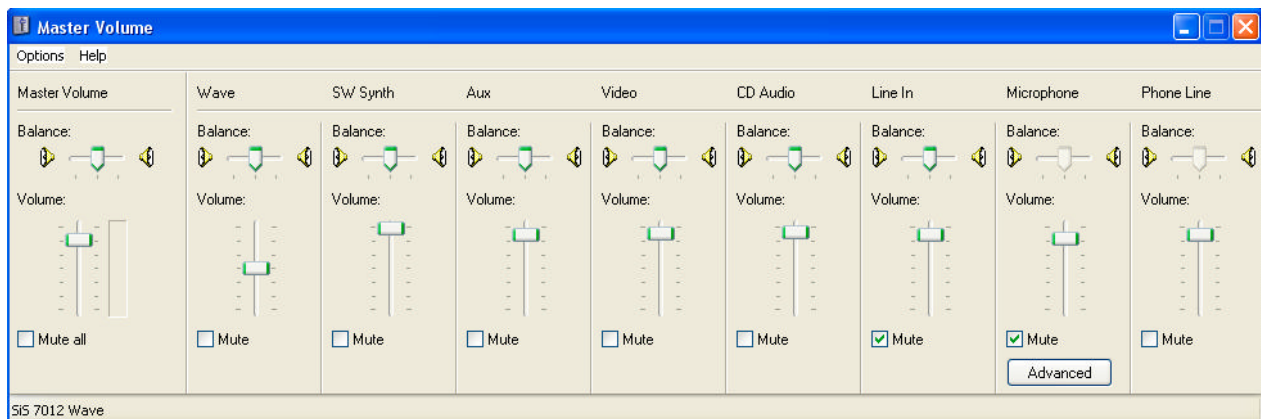 Master Volume
Options Help
Master Volume Wave SW Synth Aux Video CD Audio Line In Microphone Phone Line
Balance: Balance: Balance: Balance: Balance: Balance: Balance: Balance: Balance:
Volume: Volume: Volume: Volume: Volume: Volume: Volume: Volume: Volume:
Mute all Mute Mute Mute Mute Mute Mute Mute Mute
Advanced
SiS 7012 Wave